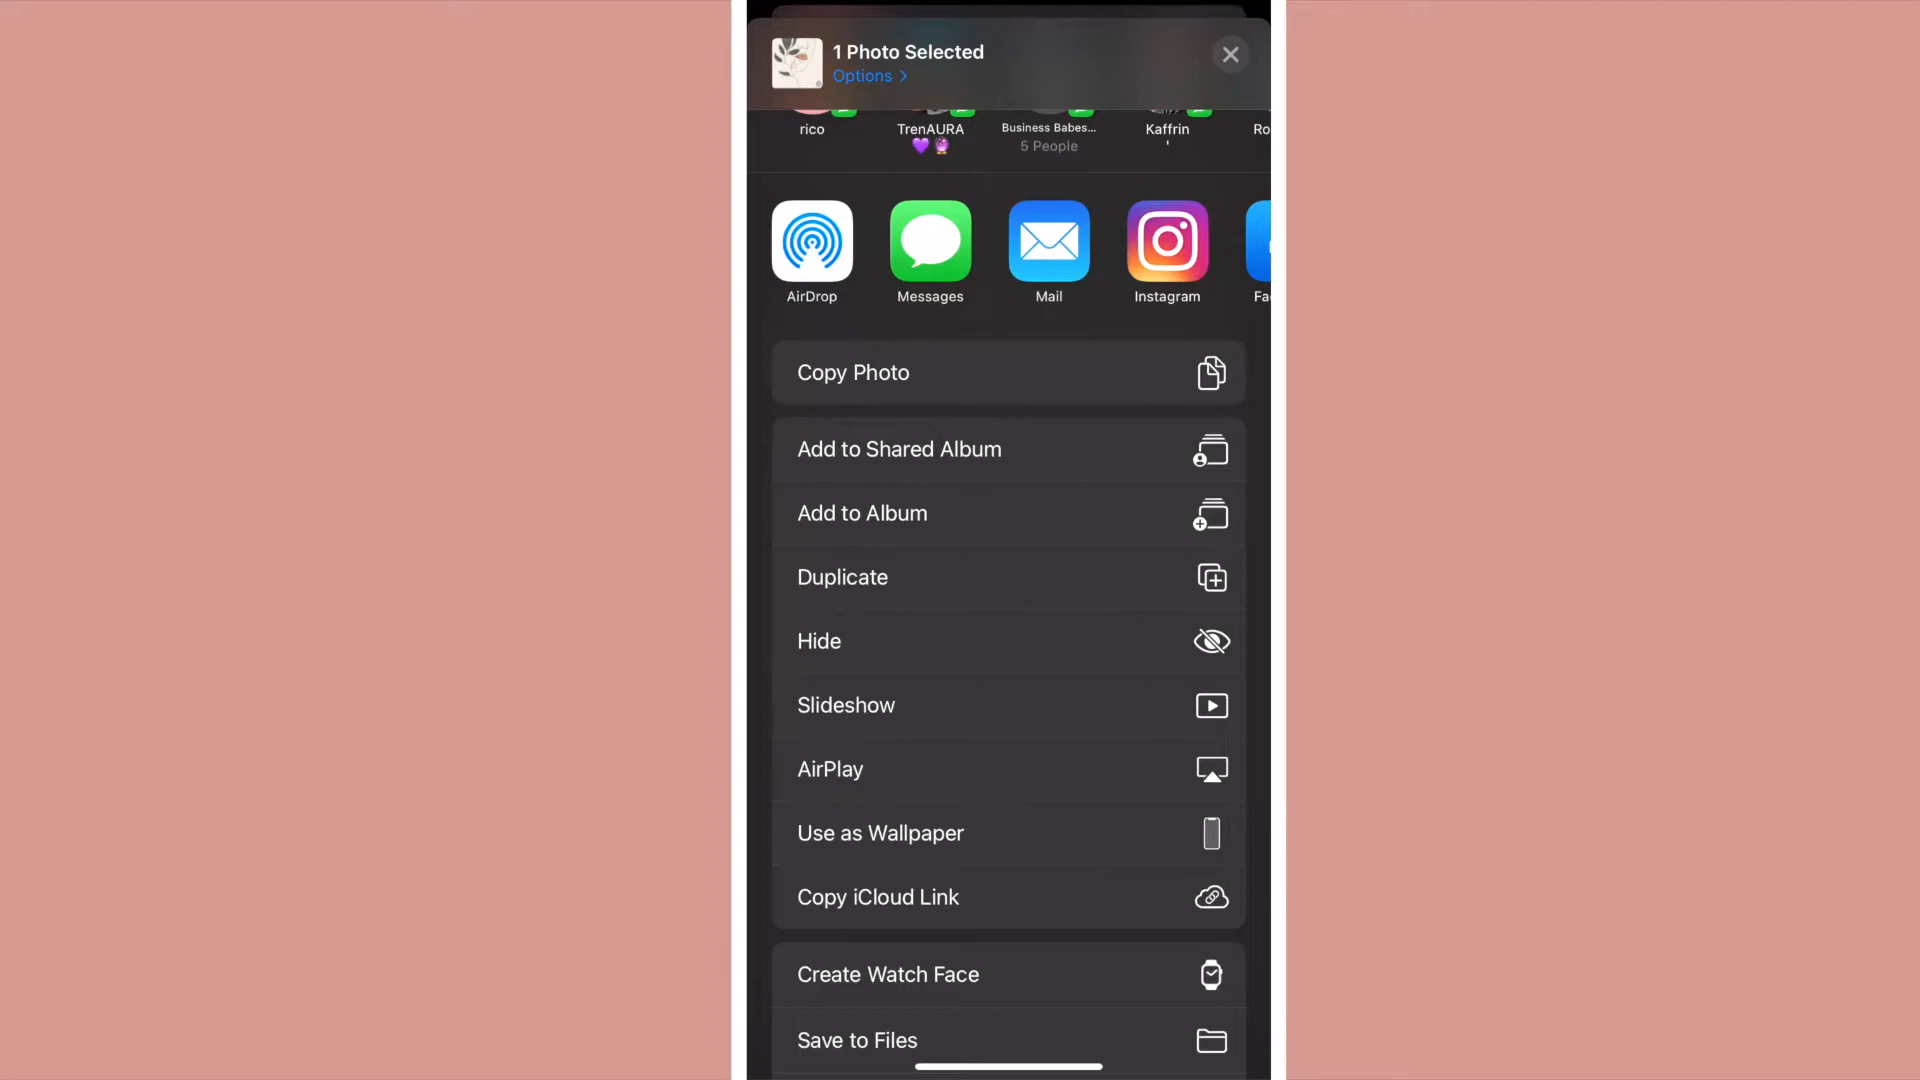 1 Photo Selected
Options >
rico
TrenAURA
💜🔮
Business Babes...
5 People
Kaffrin
'
Ro
AirDrop
Messages
Mail
Instagram
Fa
Copy Photo
Add to Shared Album
Add to Album
Duplicate
Hide
Slideshow
AirPlay
Use as Wallpaper
Copy iCloud Link
Create Watch Face
Save to Files